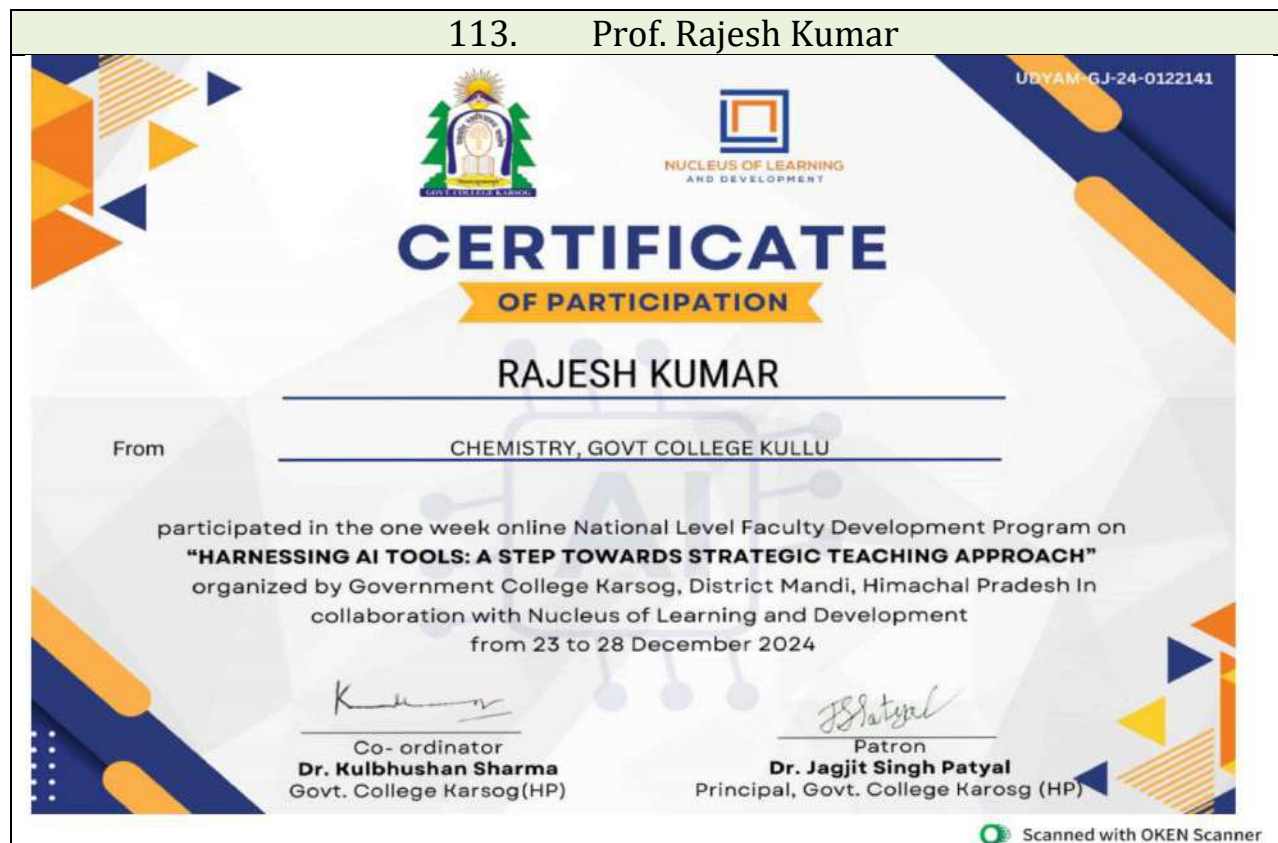 113. Prof. Rajesh Kumar
UDYAM-GJ-24-0122141
GOVT COLLEGE KARSOG
NUCLEUS OF LEARNING
AND DEVELOPMENT
CERTIFICATE
OF PARTICIPATION
RAJESH KUMAR
From CHEMISTRY, GOVT COLLEGE KULLU
AI
participated in the one week online National Level Faculty Development Program on
“HARNESSING AI TOOLS: A STEP TOWARDS STRATEGIC TEACHING APPROACH”
organized by Government College Karsog, District Mandi, Himachal Pradesh In
collaboration with Nucleus of Learning and Development
from 23 to 28 December 2024
Co- ordinator
Dr. Kulbhushan Sharma
Govt. College Karsog(HP)
Patron
Dr. Jagjit Singh Patyal
Principal, Govt. College Karosg (HP)
Scanned with OKEN Scanner